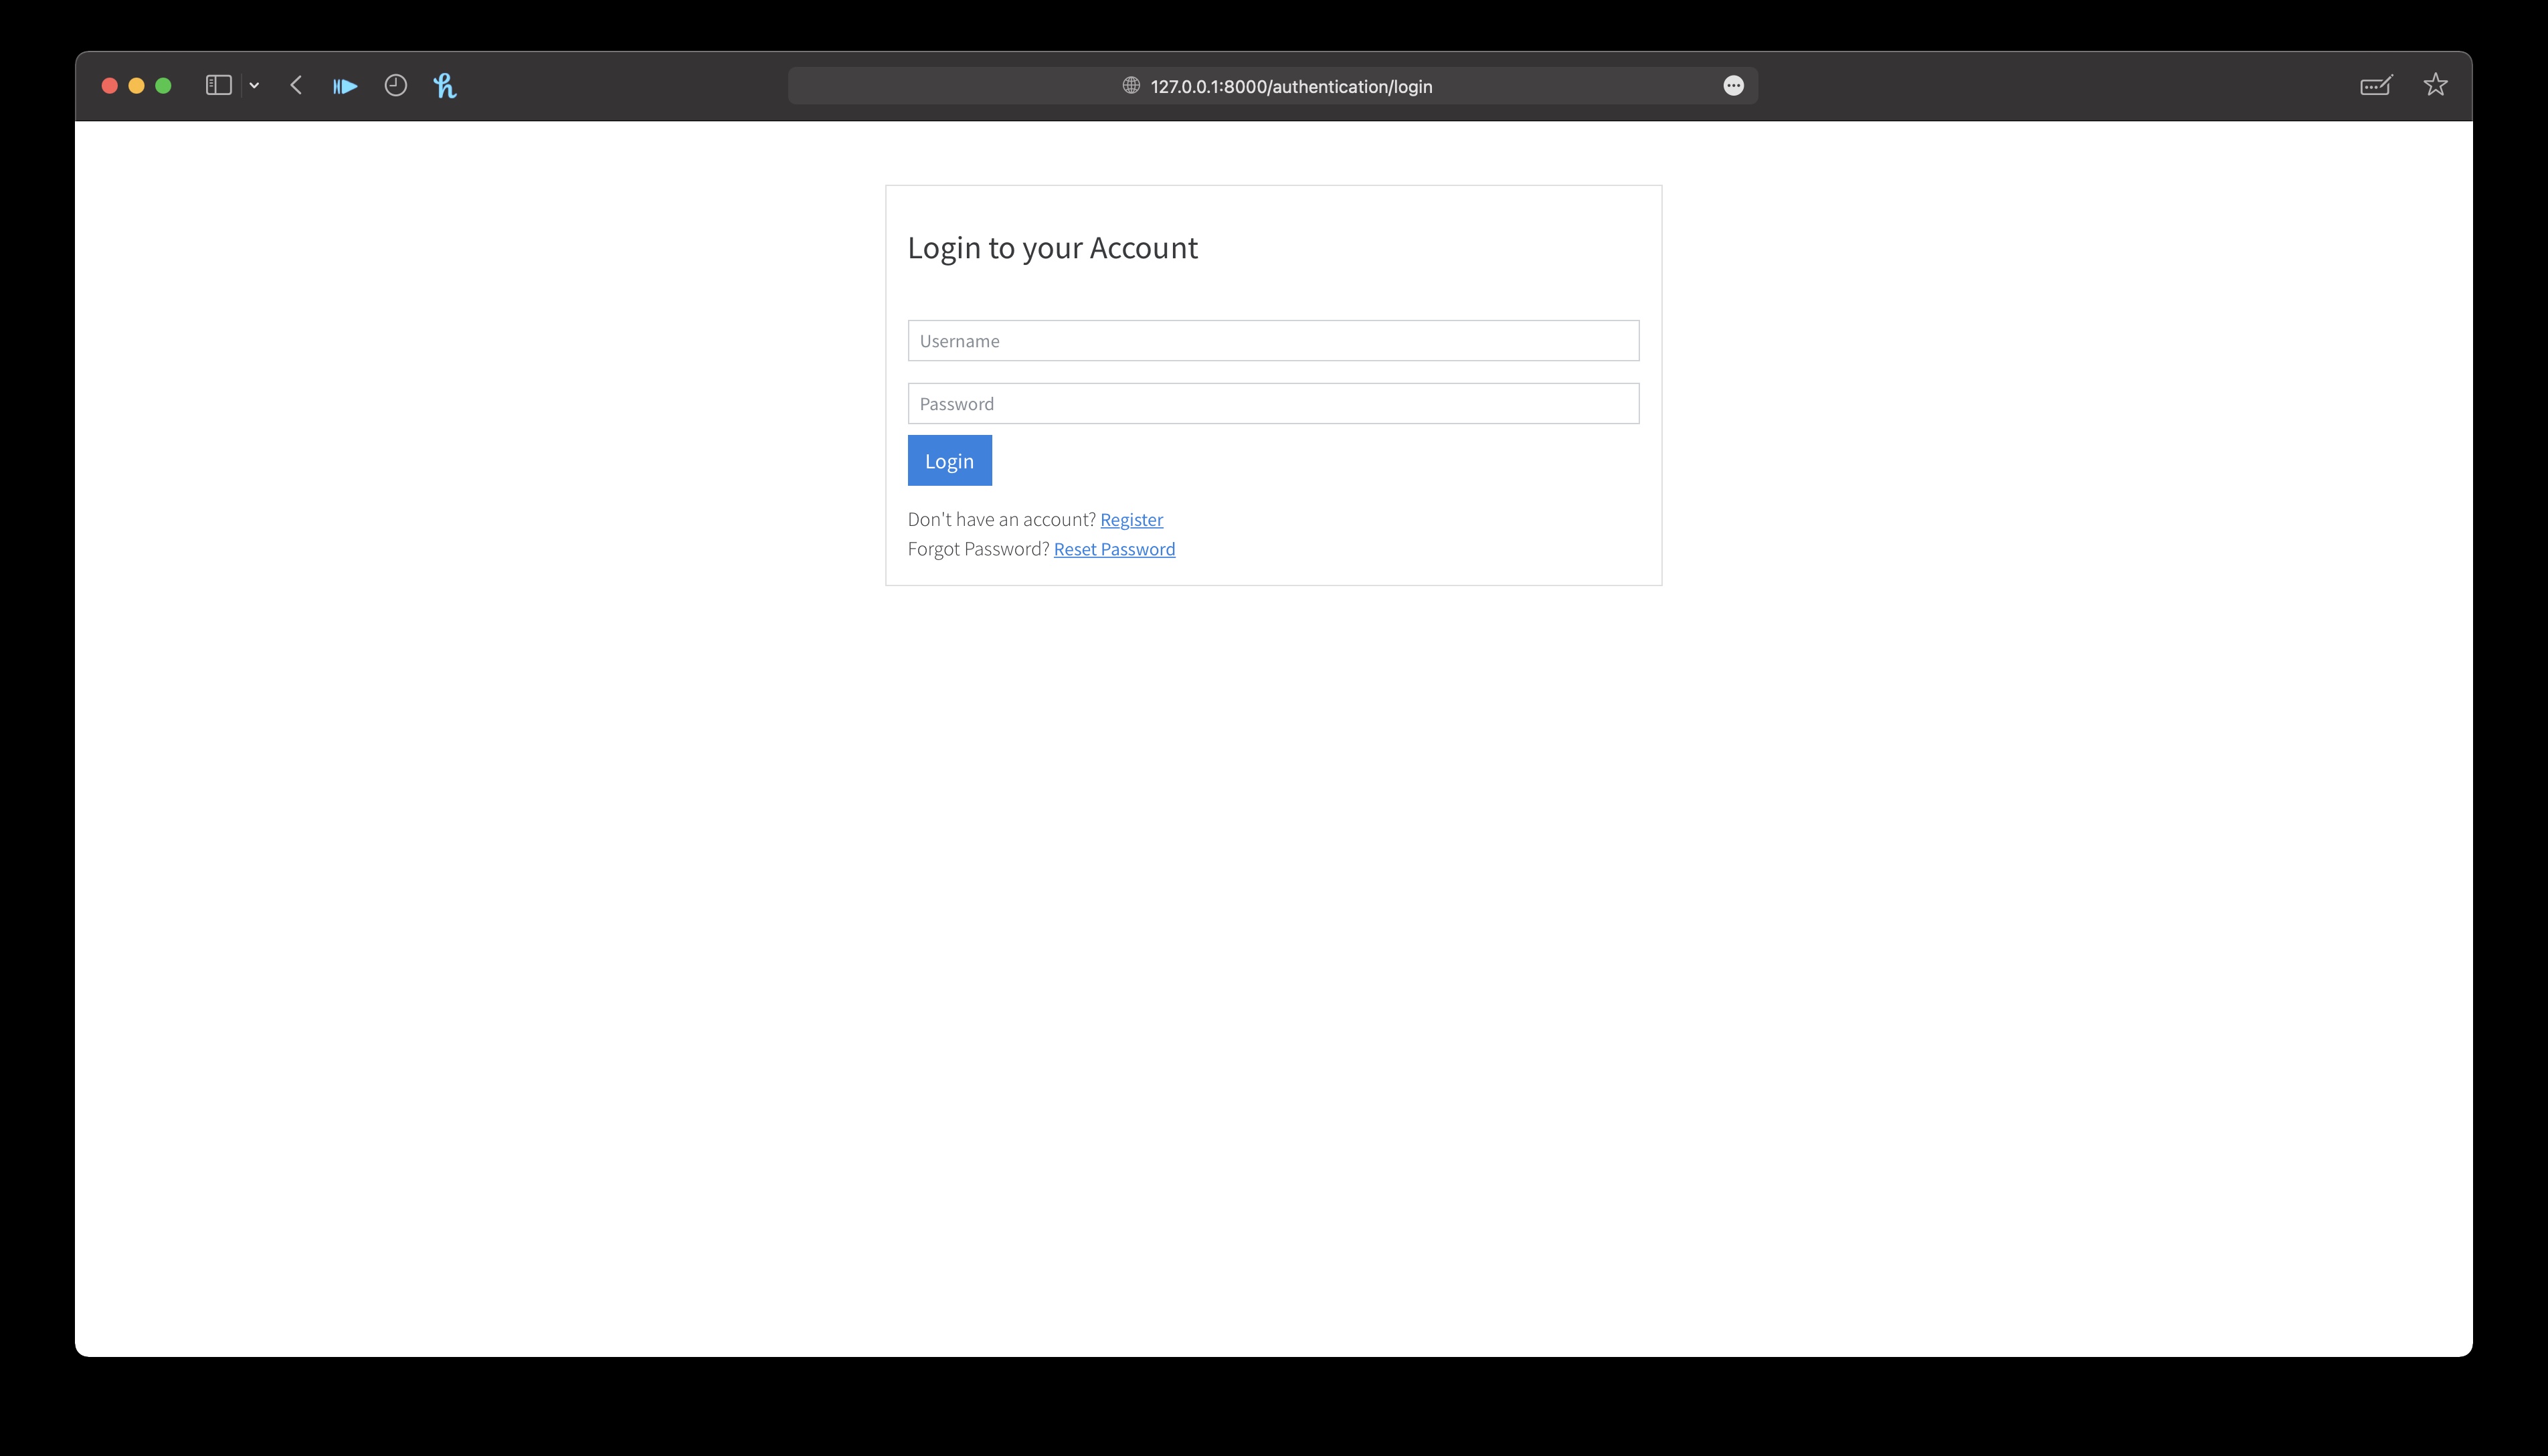 127.0.0.1:8000/authentication/login
Login to your Account
Username
Password
Login
Don't have an account? Register
Forgot Password? Reset Password